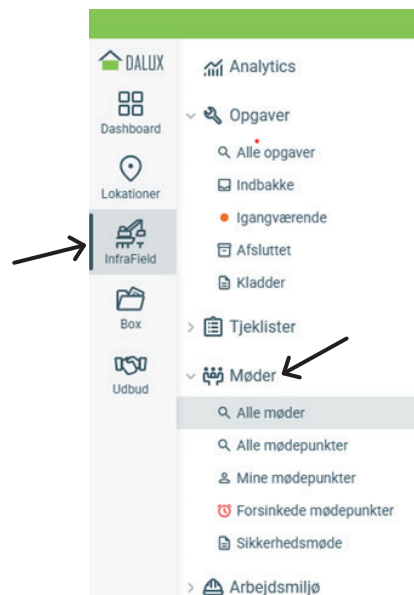 DALUX
Dashboard
Lokationer
InfraField
Box
Udbud
Analytics
Opgaver
Alle opgaver
Indbakke
Igangværende
Afsluttet
Kladder
Tjeklister
Møder
Alle møder
Alle mødepunkter
Mine mødepunkter
Forsinkede mødepunkter
Sikkerhedsmøde
Arbejdsmiljø